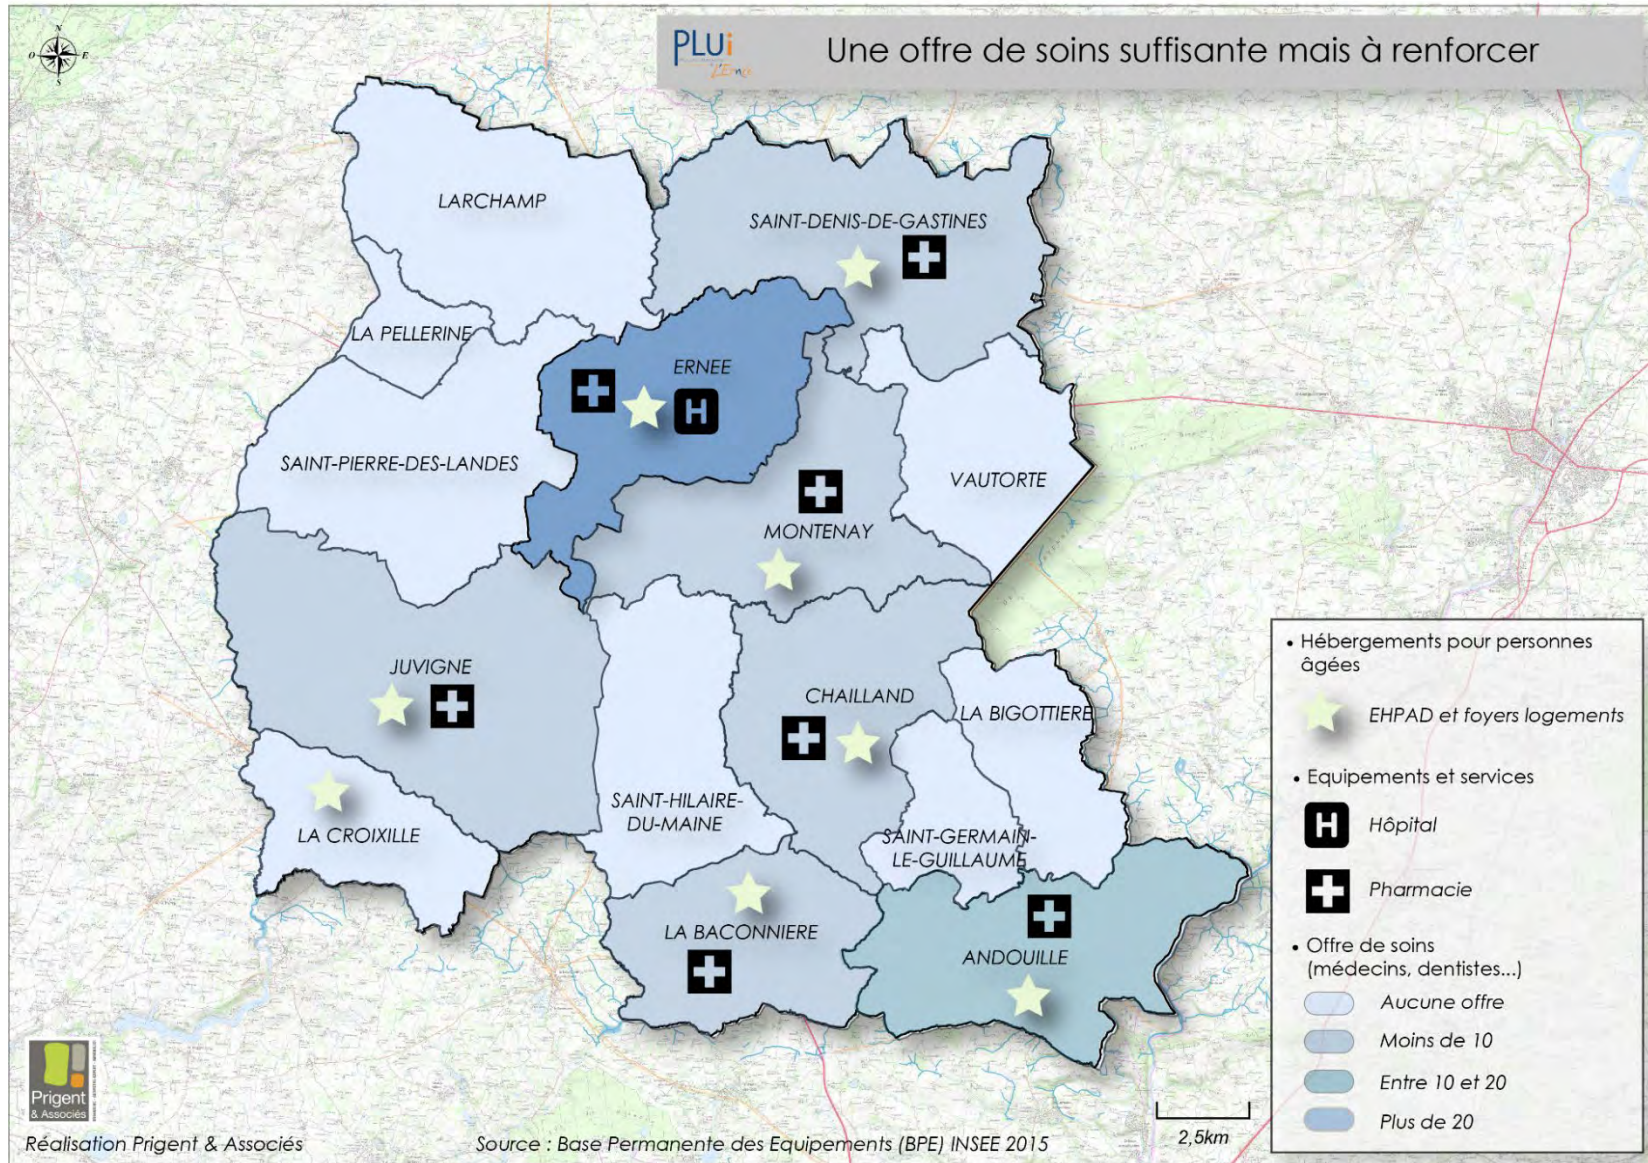 N
O
E
S
PLUi
L'Ernée
Une offre de soins suffisante mais à renforcer
LARCHAMP
SAINT-DENIS-DE-GASTINES
LA PELLERINE
ERNEE
H
SAINT-PIERRE-DES-LANDES
VAUTORTE
MONTENAY
JUVIGNE
CHAILLAND
LA BIGOTTIERE
SAINT-HILAIRE-
DU-MAINE
LA CROIXILLE
SAINT-GERMAIN-
LE-GUILLAUME
LA BACONNIERE
ANDOUILLE
• Hébergements pour personnes
âgées
EHPAD et foyers logements
• Equipements et services
H
Hôpital
Pharmacie
• Offre de soins
(médecins, dentistes...)
Aucune offre
Moins de 10
Entre 10 et 20
Plus de 20
2,5km
Prigent
& Associés
Réalisation Prigent & Associés
Source : Base Permanente des Equipements (BPE) INSEE 2015